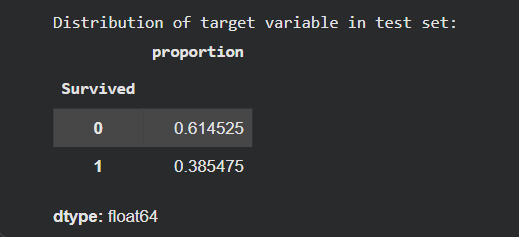 Distribution of target variable in test set:
proportion
Survived
0 0.614525
1 0.385475
dtype: float64